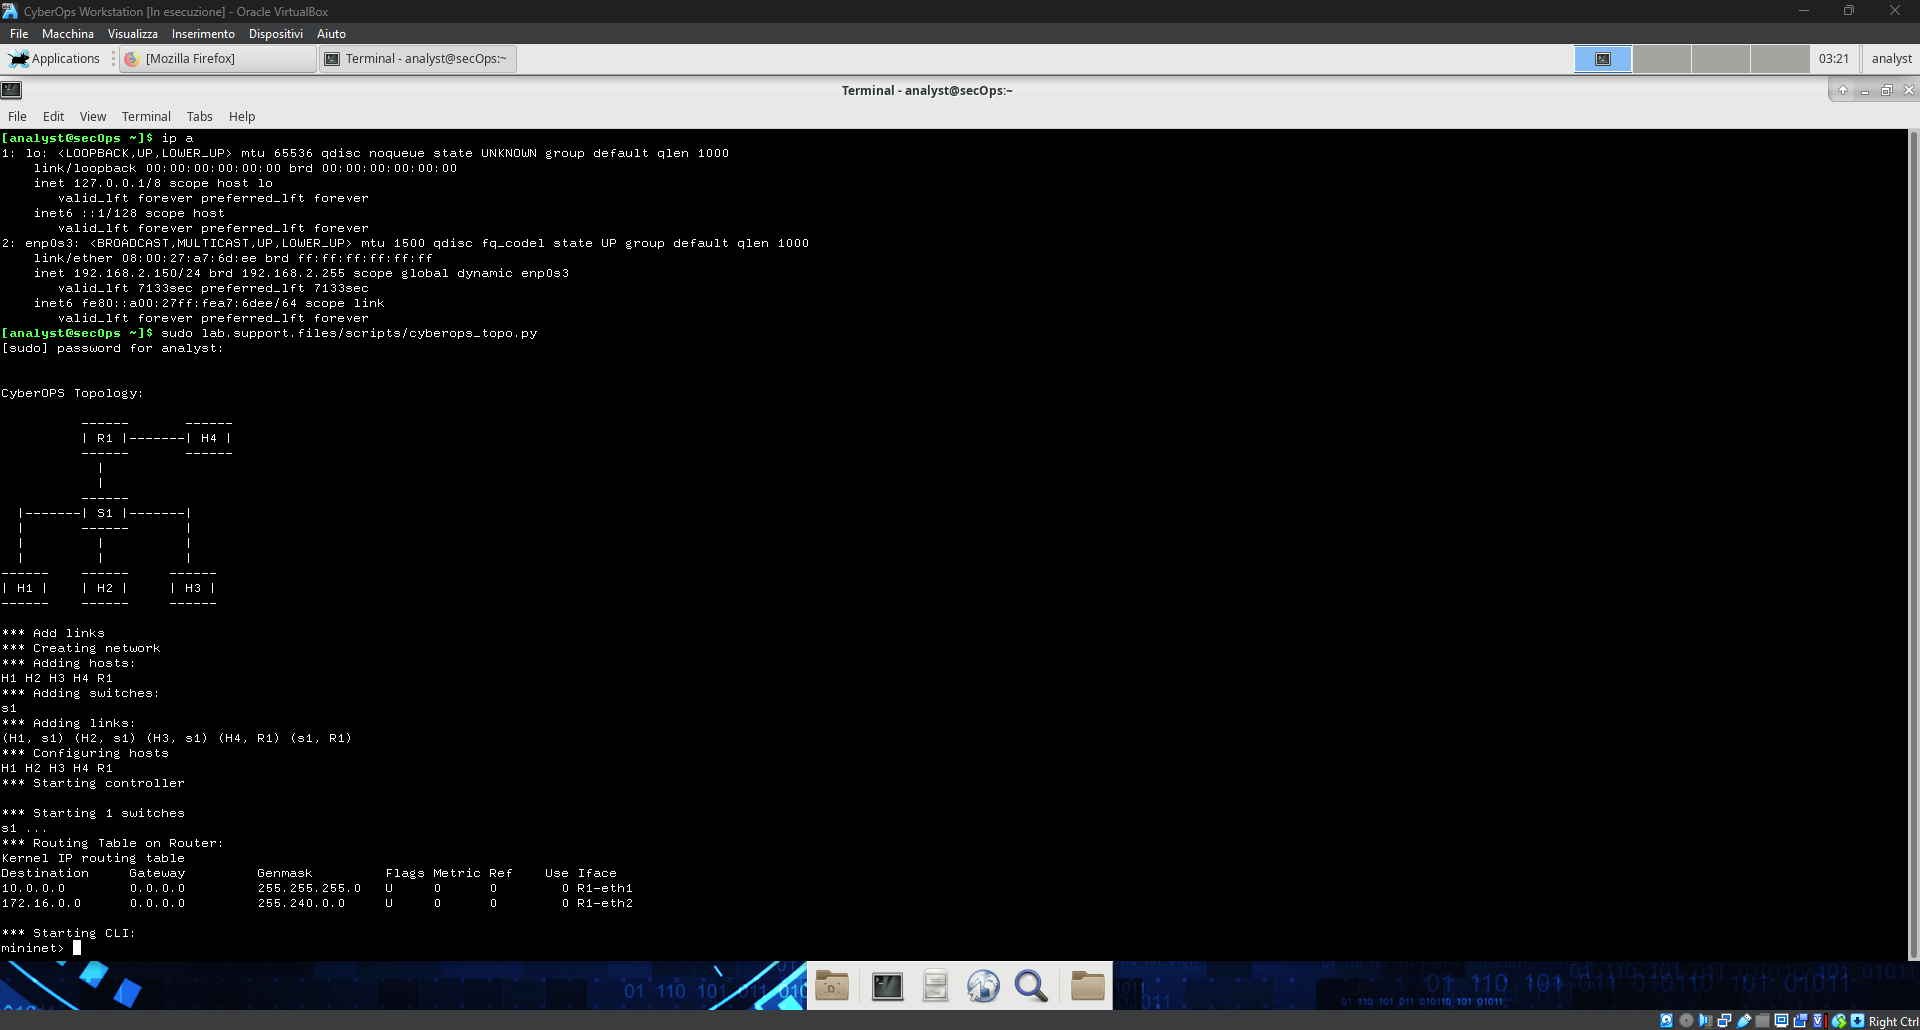 CyberOps Workstation [In esecuzione] - Oracle VirtualBox
File Macchina Visualizza Inserimento Dispositivi Aiuto
Applications [Mozilla Firefox] Terminal - analyst@secOps:~ 03:21 analyst
Terminal - analyst@secOps:~
File Edit View Terminal Tabs Help
[analyst@secOps ~]$ ip a
1: lo: <LOOPBACK,UP,LOWER_UP> mtu 65536 qdisc noqueue state UNKNOWN group default qlen 1000
    link/loopback 00:00:00:00:00:00 brd 00:00:00:00:00:00
    inet 127.0.0.1/8 scope host lo
       valid_lft forever preferred_lft forever
    inet6 ::1/128 scope host
       valid_lft forever preferred_lft forever
2: enp0s3: <BROADCAST,MULTICAST,UP,LOWER_UP> mtu 1500 qdisc fq_codel state UP group default qlen 1000
    link/ether 08:00:27:a7:6d:ee brd ff:ff:ff:ff:ff:ff
    inet 192.168.2.150/24 brd 192.168.2.255 scope global dynamic enp0s3
       valid_lft 7133sec preferred_lft 7133sec
    inet6 fe80::a00:27ff:fea7:6dee/64 scope link
       valid_lft forever preferred_lft forever
[analyst@secOps ~]$ sudo lab.support.files/scripts/cyberops_topo.py
[sudo] password for analyst:
CyberOPS Topology:
          ------       ------
          | R1 |-------| H4 |
          ------       ------
            |
            |
          ------
  |-------| S1 |-------|
  |       ------       |
  |         |          |
  |         |          |
------    ------     ------
| H1 |    | H2 |     | H3 |
------    ------     ------
*** Add links
*** Creating network
*** Adding hosts:
H1 H2 H3 H4 R1
*** Adding switches:
s1
*** Adding links:
(H1, s1) (H2, s1) (H3, s1) (H4, R1) (s1, R1)
*** Configuring hosts
H1 H2 H3 H4 R1
*** Starting controller
*** Starting 1 switches
s1 ...
*** Routing Table on Router:
Kernel IP routing table
Destination     Gateway         Genmask         Flags Metric Ref    Use Iface
10.0.0.0        0.0.0.0         255.255.255.0   U     0      0        0 R1-eth1
172.16.0.0      0.0.0.0         255.240.0.0     U     0      0        0 R1-eth2
*** Starting CLI:
mininet>
Right Ctrl